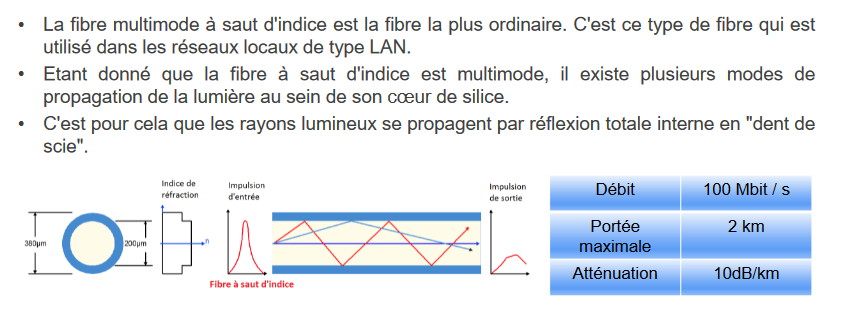 • La fibre multimode à saut d'indice est la fibre la plus ordinaire. C'est ce type de fibre qui est
utilisé dans les réseaux locaux de type LAN.
• Etant donné que la fibre à saut d'indice est multimode, il existe plusieurs modes de
propagation de la lumière au sein de son cœur de silice.
• C'est pour cela que les rayons lumineux se propagent par réflexion totale interne en "dent de
scie".
Indice de
réfraction
Impulsion
d'entrée
Impulsion
de sortie
380µm
200µm
n
Fibre à saut d'indice
Débit 100 Mbit / s
Portée
maximale 2 km
Atténuation 10dB/km